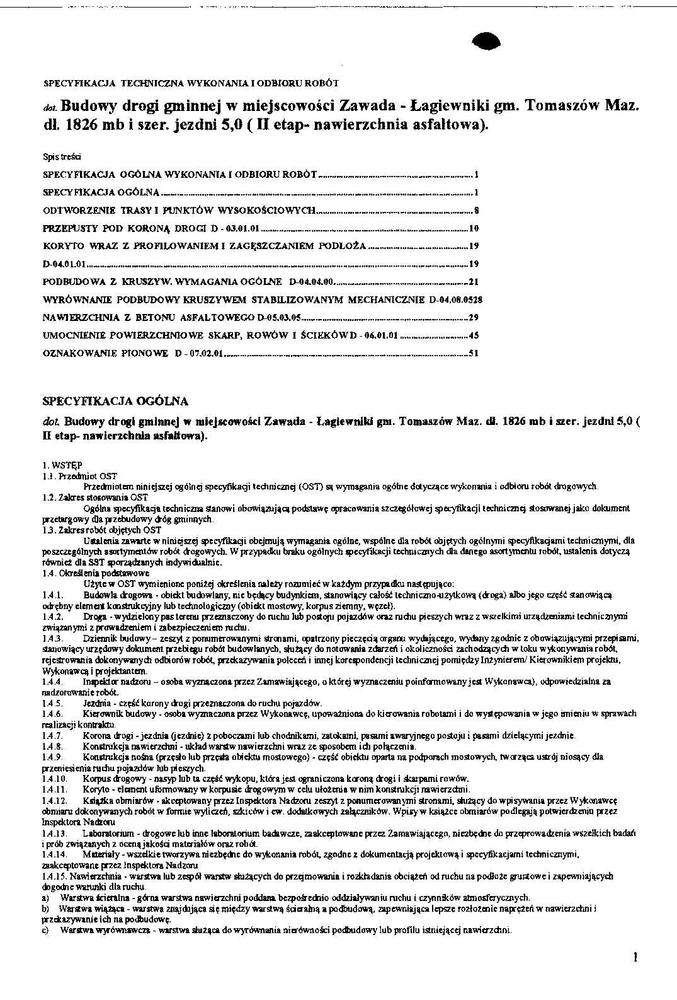 SPECYFIKACJA TECHNICZNA WYKONANIA I ODBIORU ROBÓT
dot. Budowy drogi gminnej w miejscowości Zawada - Łagiewniki gm. Tomaszów Maz.
dł. 1826 mb i szer. jezdni 5,0 ( II etap- nawierzchnia asfaltowa).
Spis treści
SPECYFIKACJA OGÓLNA WYKONANIA I ODBIORU ROBÓT 1
SPECYFIKACJA OGÓLNA 1
ODTWORZENIE TRASY I PUNKTÓW WYSOKOŚCIOWYCH 8
PRZEPUSTY POD KORONĄ DROGI D - 03.01.01 10
KORYTO WRAZ Z PROFILOWANIEM I ZAGĘSZCZANIEM PODŁOŻA 19
D-04.01.01 19
PODBUDOWA Z KRUSZYW. WYMAGANIA OGÓLNE D-04.04.00 21
WYRÓWNANIE PODBUDOWY KRUSZYWEM STABILIZOWANYM MECHANICZNIE D-04.08.0528
NAWIERZCHNIA Z BETONU ASFALTOWEGO D-05.03.05 29
UMOCNIENIE POWIERZCHNIOWE SKARP, ROWÓW I ŚCIEKÓW D - 06.01.01 45
OZNAKOWANIE PIONOWE D - 07.02.01 51
SPECYFIKACJA OGÓLNA
dot. Budowy drogi gminnej w miejscowości Zawada - Łagiewniki gm. Tomaszów Maz. dł. 1826 mb i szer. jezdni 5,0 (
II etap- nawierzchnia asfaltowa).
1. WSTĘP
1.1. Przedmiot OST
Przedmiotem niniejszej ogólnej specyfikacji technicznej (OST) są wymagania ogólne dotyczące wykonania i odbioru robót drogowych.
1.2. Zakres stosowania OST
Ogólna specyfikacja techniczna stanowi obowiązującą podstawę opracowania szczegółowej specyfikacji technicznej stosowanej jako dokument
przetargowy dla przebudowy dróg gminnych.
1.3. Zakres robót objętych OST
Ustalenia zawarte w niniejszej specyfikacji obejmują wymagania ogólne, wspólne dla robót objętych ogólnymi specyfikacjami technicznymi, dla
poszczególnych asortymentów robót drogowych. W przypadku braku ogólnych specyfikacji technicznych dla danego asortymentu robót, ustalenia dotyczą
również dla SST sporządzanych indywidualnie.
1.4. Określenia podstawowe
Użyte w OST wymienione poniżej określenia należy rozumieć w każdym przypadku następująco:
1.4.1. Budowla drogowa - obiekt budowlany, nie będący budynkiem, stanowiący całość techniczno-użytkową (droga) albo jego część stanowiącą
odrębny element konstrukcyjny lub technologiczny (obiekt mostowy, korpus ziemny, węzeł).
1.4.2. Droga - wydzielony pas terenu przeznaczony do ruchu lub postoju pojazdów oraz ruchu pieszych wraz z wszelkimi urządzeniami technicznymi
związanymi z prowadzeniem i zabezpieczeniem ruchu.
1.4.3. Dziennik budowy – zeszyt z ponumerowanymi stronami, opatrzony pieczęcią organu wydającego, wydany zgodnie z obowiązującymi przepisami,
stanowiący urzędowy dokument przebiegu robót budowlanych, służący do notowania zdarzeń i okoliczności zachodzących w toku wykonywania robót,
rejestrowania dokonywanych odbiorów robót, przekazywania poleceń i innej korespondencji technicznej pomiędzy Inżynierem/ Kierownikiem projektu,
Wykonawcą i projektantem.
1.4.4. Inspektor nadzoru – osoba wyznaczona przez Zamawiającego, o której wyznaczeniu poinformowany jest Wykonawca), odpowiedzialna za
nadzorowanie robót.
1.4.5. Jezdnia - część korony drogi przeznaczona do ruchu pojazdów.
1.4.6. Kierownik budowy - osoba wyznaczona przez Wykonawcę, upoważniona do kierowania robotami i do występowania w jego imieniu w sprawach
realizacji kontraktu.
1.4.7. Korona drogi - jezdnia (jezdnie) z poboczami lub chodnikami, zatokami, pasami awaryjnego postoju i pasami dzielącymi jezdnie.
1.4.8. Konstrukcja nawierzchni - układ warstw nawierzchni wraz ze sposobem ich połączenia.
1.4.9. Konstrukcja nośna (przęsło lub przęsła obiektu mostowego) - część obiektu oparta na podporach mostowych, tworząca ustrój niosący dla
przeniesienia ruchu pojazdów lub pieszych.
1.4.10. Korpus drogowy - nasyp lub ta część wykopu, która jest ograniczona koroną drogi i skarpami rowów.
1.4.11. Koryto - element uformowany w korpusie drogowym w celu ułożenia w nim konstrukcji nawierzchni.
1.4.12. Książka obmiarów - akceptowany przez Inspektora Nadzoru zeszyt z ponumerowanymi stronami, służący do wpisywania przez Wykonawcę
obmiaru dokonywanych robót w formie wyliczeń, szkiców i ew. dodatkowych załączników. Wpisy w książce obmiarów podlegają potwierdzeniu przez
Inspektora Nadzoru
1.4.13. Laboratorium - drogowe lub inne laboratorium badawcze, zaakceptowane przez Zamawiającego, niezbędne do przeprowadzenia wszelkich badań
i prób związanych z oceną jakości materiałów oraz robót.
1.4.14. Materiały - wszelkie tworzywa niezbędne do wykonania robót, zgodne z dokumentacją projektową i specyfikacjami technicznymi,
zaakceptowane przez Inspektora Nadzoru
1.4.15. Nawierzchnia - warstwa lub zespół warstw służących do przejmowania i rozkładania obciążeń od ruchu na podłoże gruntowe i zapewniających
dogodne warunki dla ruchu.
a) Warstwa ścieralna - górna warstwa nawierzchni poddana bezpośrednio oddziaływaniu ruchu i czynników atmosferycznych.
b) Warstwa wiążąca - warstwa znajdująca się między warstwą ścieralną a podbudową, zapewniająca lepsze rozłożenie naprężeń w nawierzchni i
przekazywanie ich na podbudowę.
c) Warstwa wyrównawcza - warstwa służąca do wyrównania nierówności podbudowy lub profilu istniejącej nawierzchni.
1